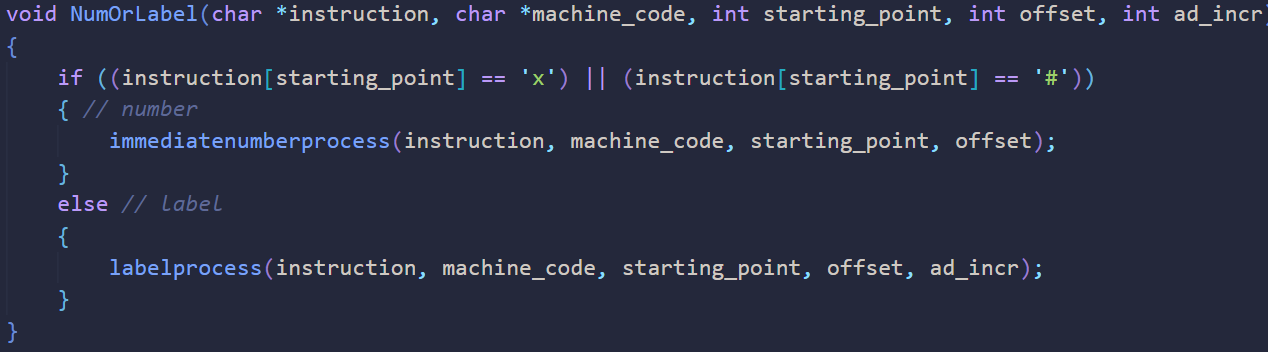 void NumOrLabel(char *instruction, char *machine_code, int starting_point, int offset, int ad_incr)
{
    if ((instruction[starting_point] == 'x') || (instruction[starting_point] == '#'))
    { // number
        immediatenumberprocess(instruction, machine_code, starting_point, offset);
    }
    else // label
    {
        labelprocess(instruction, machine_code, starting_point, offset, ad_incr);
    }
}